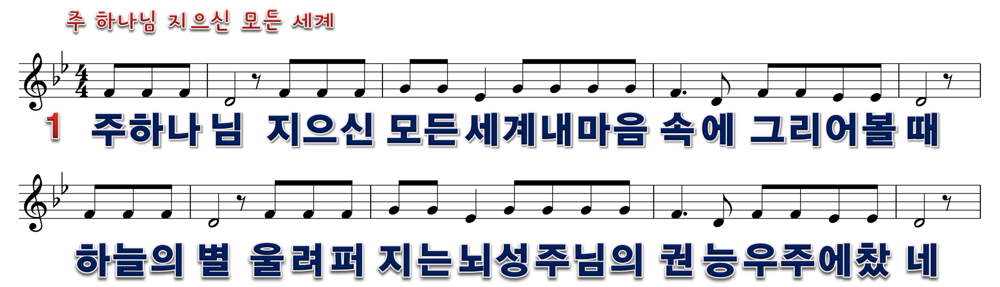 주 하나님 지으신 모든 세계
4
4
1 주하나 님 지으신 모든세계내마음 속에 그리어볼 때
하늘의 별 울려퍼 지는뇌성주님의 권능우주에찼 네